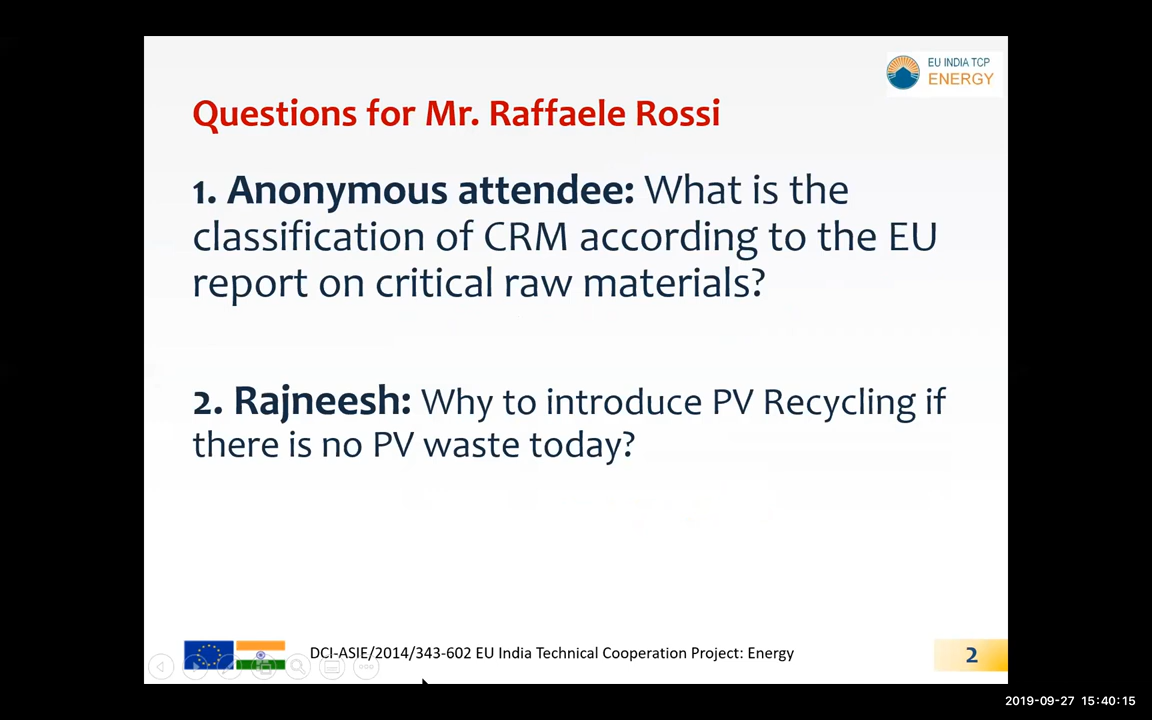 EU INDIA TCP
ENERGY
Questions for Mr. Raffaele Rossi
1. Anonymous attendee: What is the
classification of CRM according to the EU
report on critical raw materials?
2. Rajneesh: Why to introduce PV Recycling if
there is no PV waste today?
DCI-ASIE/2014/343-602 EU India Technical Cooperation Project: Energy
2
2019-09-27 15:40:15